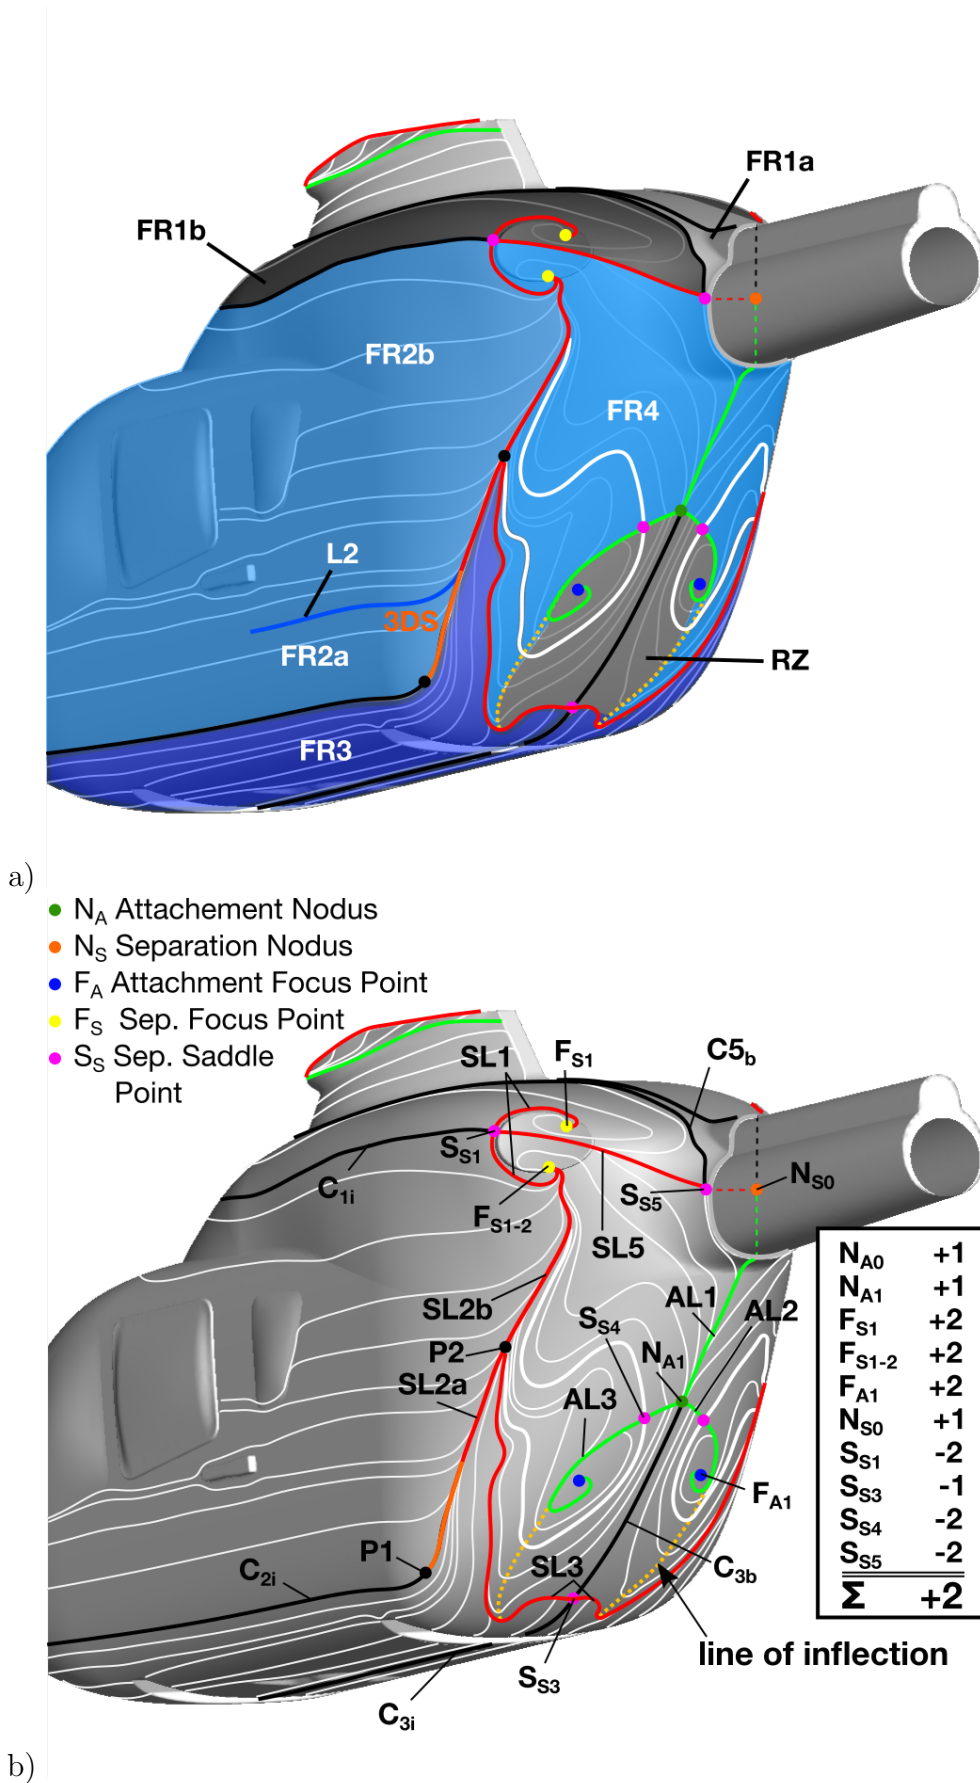 FR1a
FR1b
FR2b
FR4
L2
3DS
FR2a
RZ
FR3
a)
N_A Attachement Nodus
N_S Separation Nodus
F_A Attachment Focus Point
F_S Sep. Focus Point
S_S Sep. Saddle
Point
SL1
F_S1
C5_b
S_S1
C_1i
N_S0
S_S5
F_S1-2
SL5
N_A0 +1
N_A1 +1
F_S1 +2
F_S1-2 +2
F_A1 +2
N_S0 +1
S_S1 -2
S_S3 -1
S_S4 -2
S_S5 -2
Σ +2
SL2b
AL1
AL2
S_S4
P2
N_A1
SL2a
AL3
F_A1
P1
C_2i
SL3
C_3b
line of inflection
S_S3
C_3i
b)